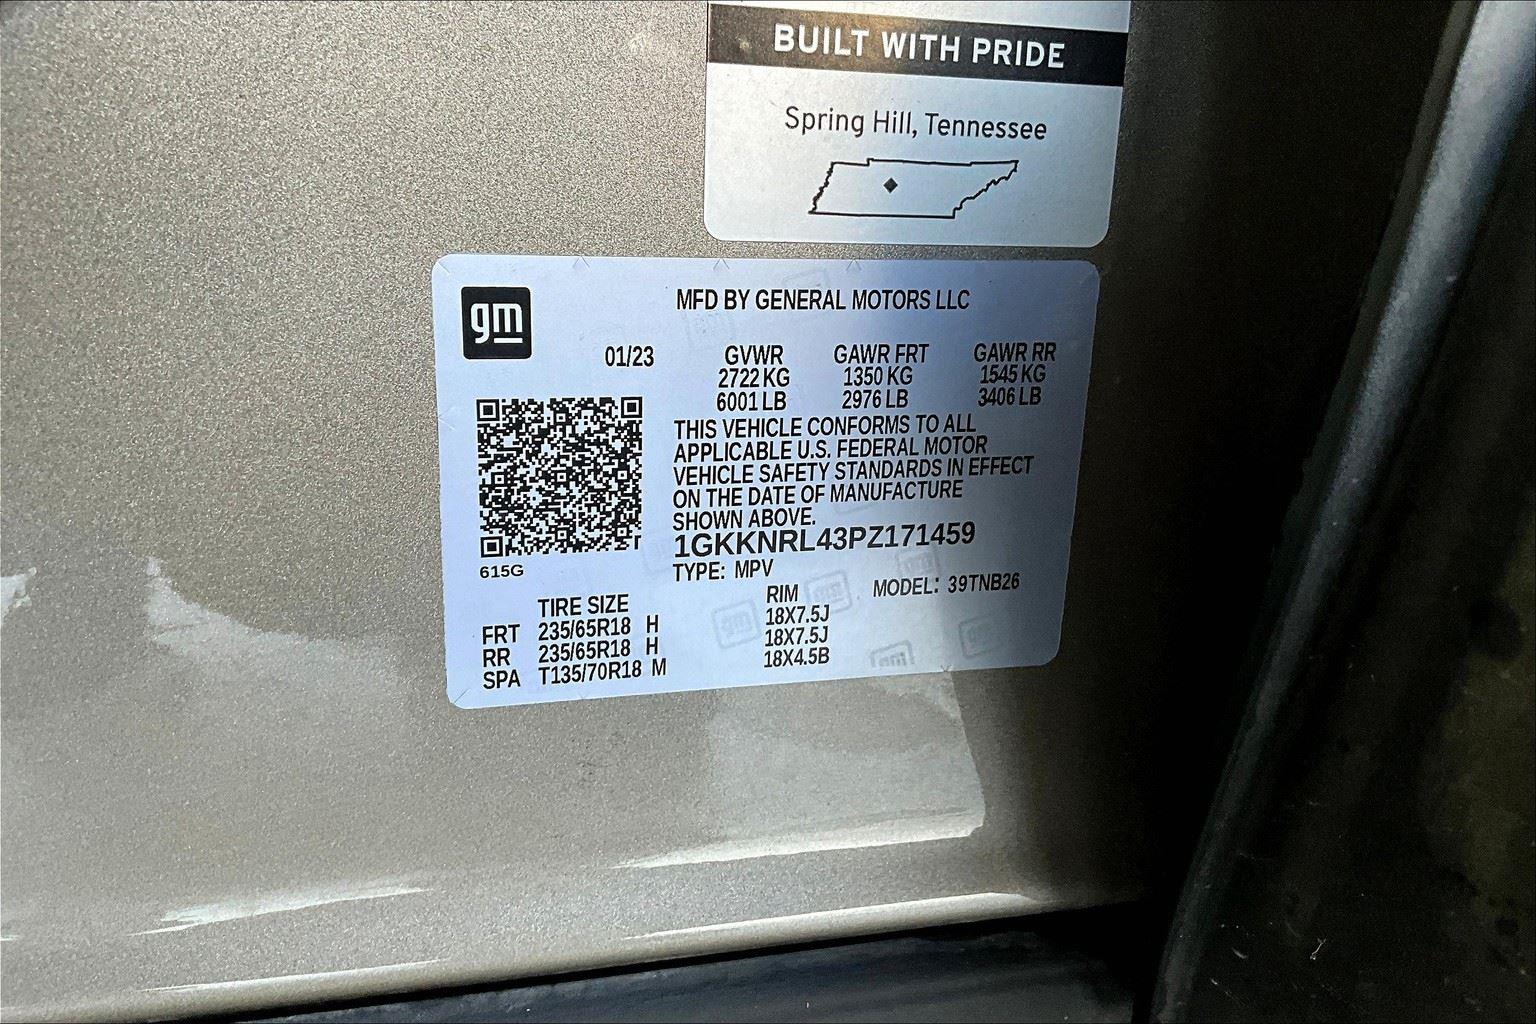 BUILT WITH PRIDE
Spring Hill, Tennessee
gm
MFD BY GENERAL MOTORS LLC
01/23 GVWR GAWR FRT GAWR RR
2722 KG 1350 KG 1545 KG
6001 LB 2976 LB 3406 LB
THIS VEHICLE CONFORMS TO ALL
APPLICABLE U.S. FEDERAL MOTOR
VEHICLE SAFETY STANDARDS IN EFFECT
ON THE DATE OF MANUFACTURE
SHOWN ABOVE.
1GKKNRL43PZ171459
615G
TYPE: MPV MODEL: 39TNB26
TIRE SIZE RIM
FRT 235/65R18 H 18X7.5J
RR 235/65R18 H 18X7.5J
SPA T135/70R18 M 18X4.5B